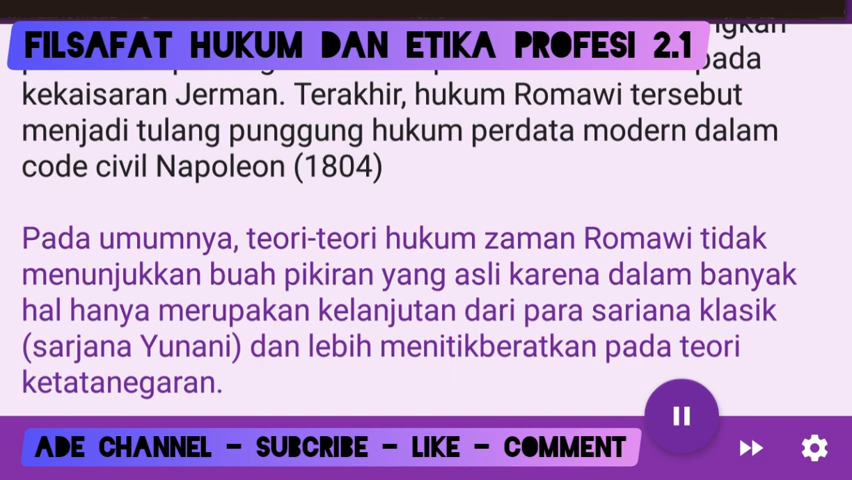 FILSAFAT HUKUM DAN ETIKA PROFESI 2.1
pada
kekaisaran Jerman. Terakhir, hukum Romawi tersebut
menjadi tulang punggung hukum perdata modern dalam
code civil Napoleon (1804)
Pada umumnya, teori-teori hukum zaman Romawi tidak
menunjukkan buah pikiran yang asli karena dalam banyak
hal hanya merupakan kelanjutan dari para sariana klasik
(sarjana Yunani) dan lebih menitikberatkan pada teori
ketatanegaran.
ADE CHANNEL - SUBCRIBE - LIKE - COMMENT